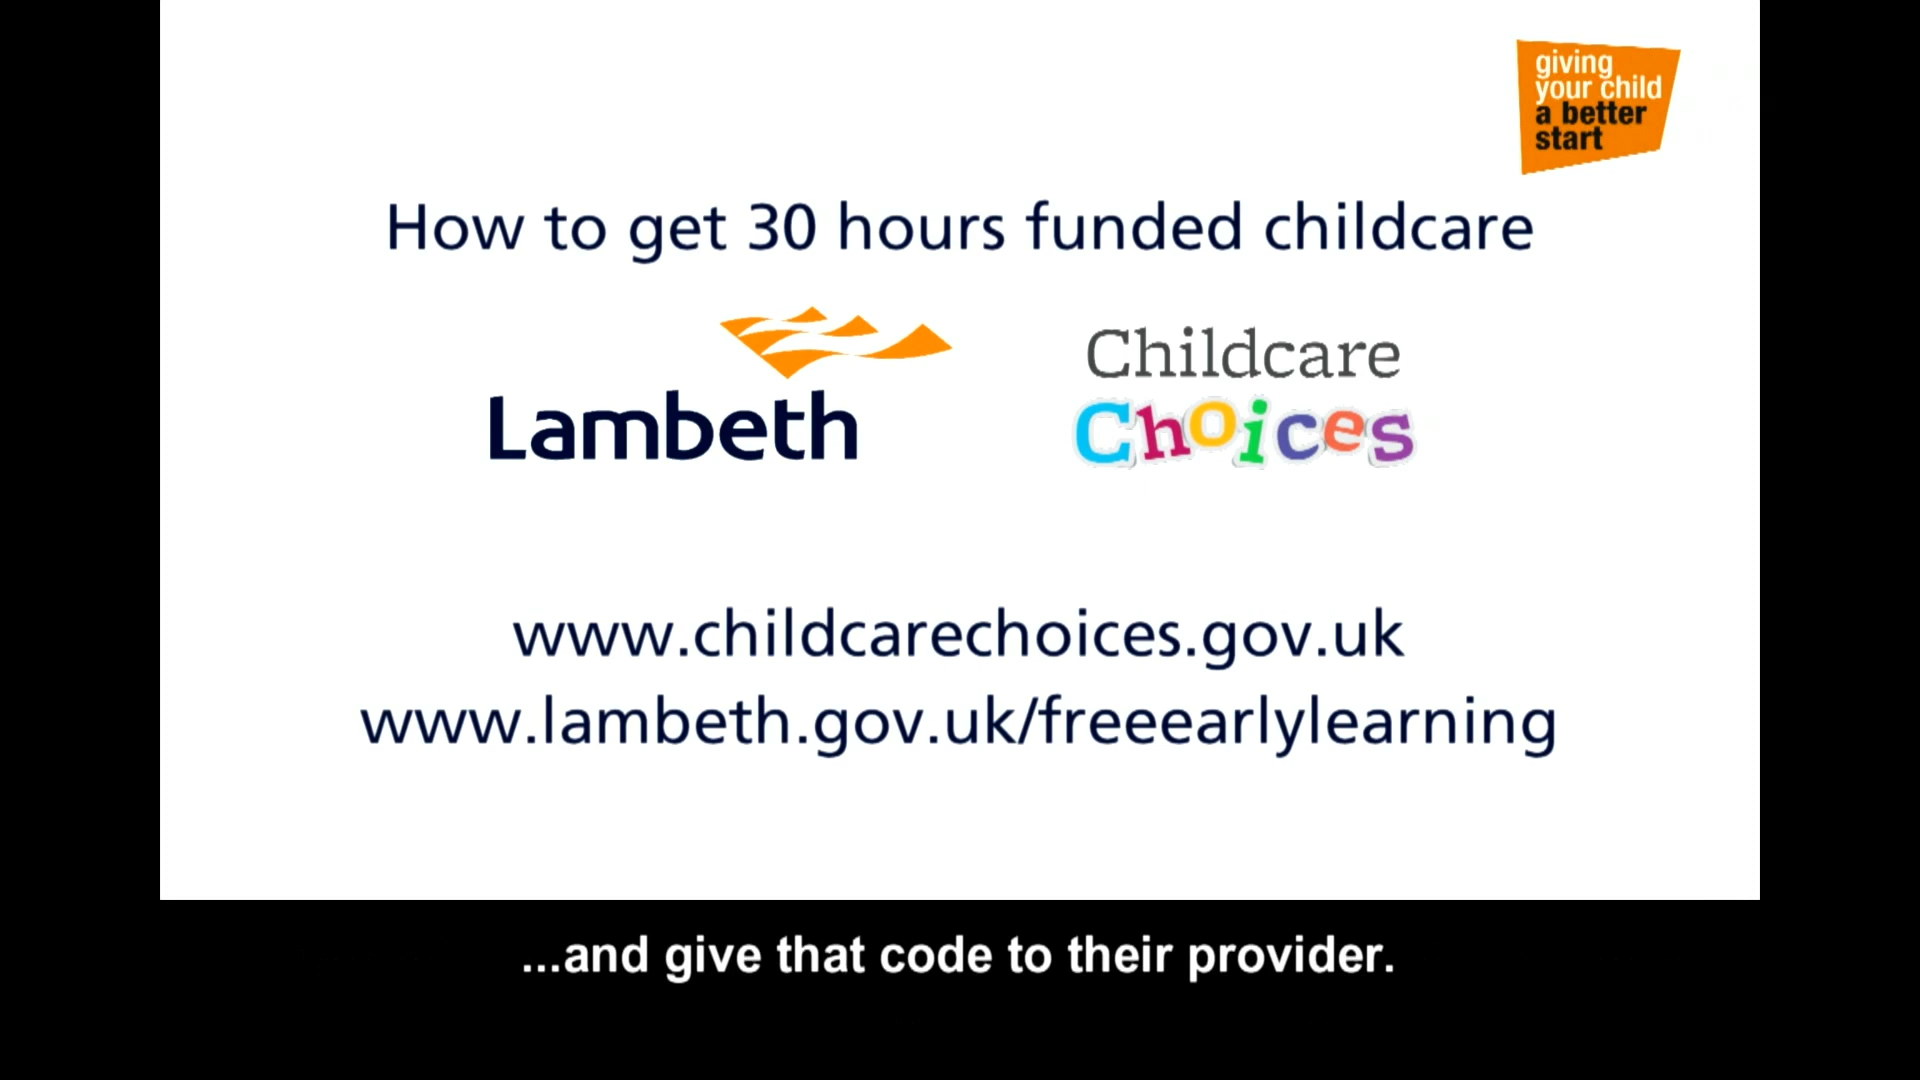 giving
your child
a better
start
How to get 30 hours funded childcare
Lambeth
Childcare
Choices
www.childcarechoices.gov.uk
www.lambeth.gov.uk/freeearlylearning
...and give that code to their provider.